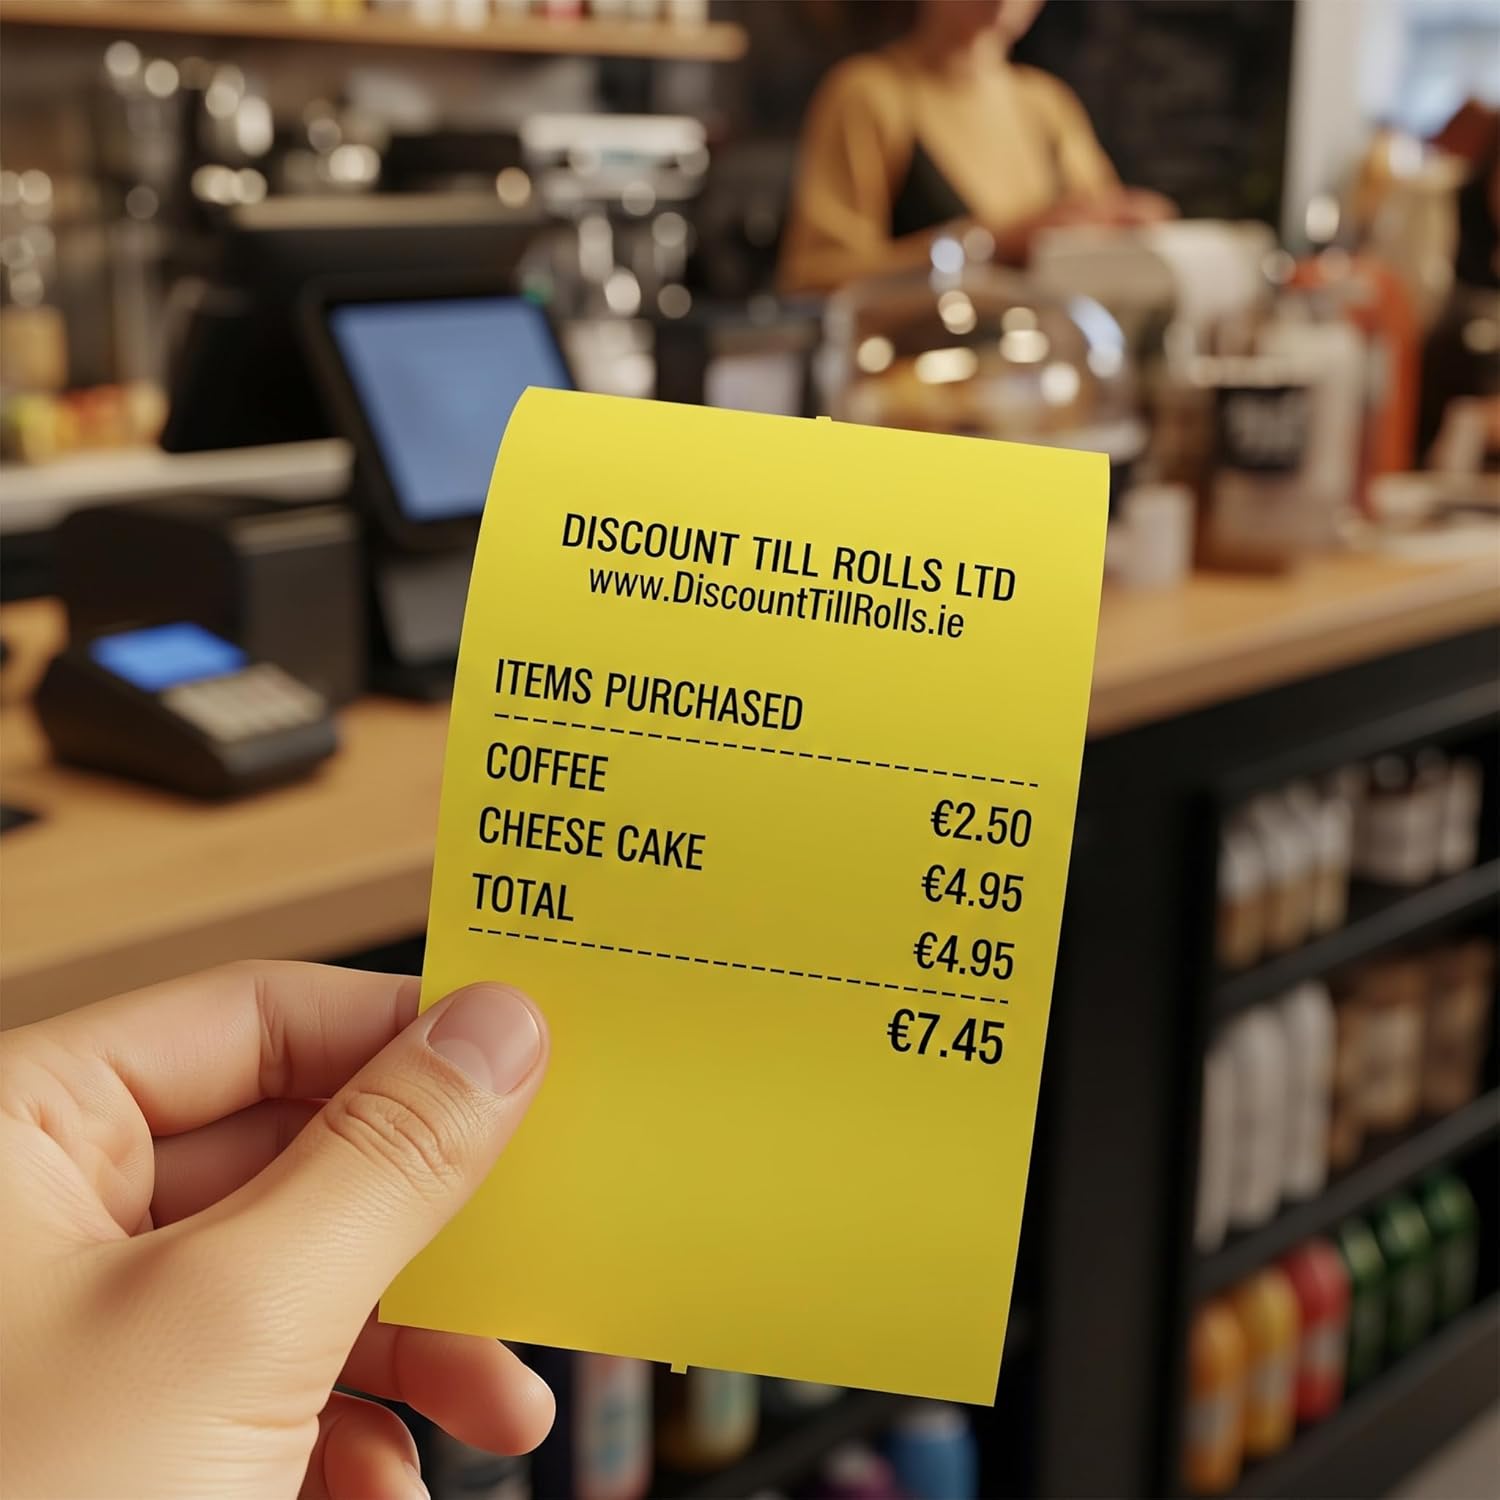 DISCOUNT TILL ROLLS LTD
www.DiscountTillRolls.ie
ITEMS PURCHASED
COFFEE €2.50
CHEESE CAKE €4.95
TOTAL €4.95
€7.45